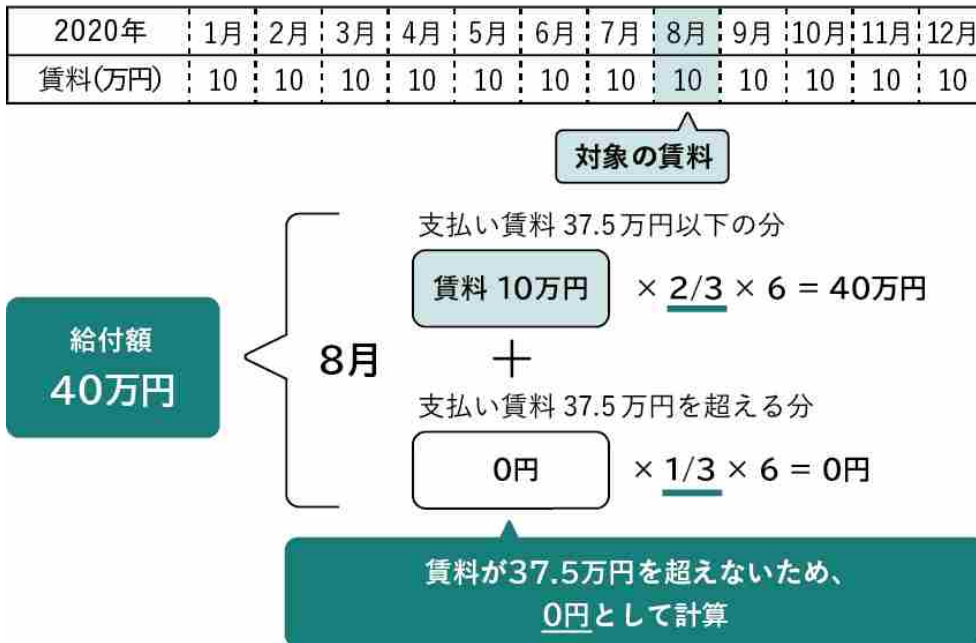 2020年 1月 2月 3月 4月 5月 6月 7月 8月 9月 10月 11月 12月
賃料(万円) 10 10 10 10 10 10 10 10 10 10 10 10
対象の賃料
支払い賃料 37.5万円以下の分
賃料 10万円 × 2/3 × 6 = 40万円
給付額
40万円
8月 +
支払い賃料 37.5万円を超える分
0円 × 1/3 × 6 = 0円
賃料が37.5万円を超えないため、
0円として計算